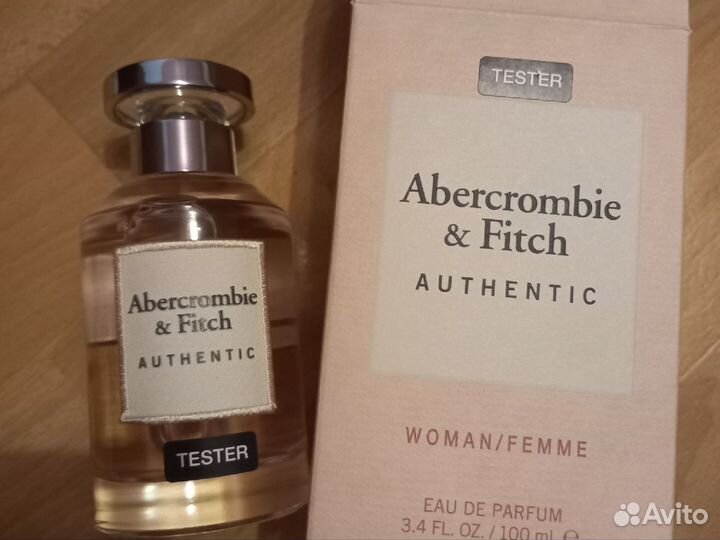 Abercrombie
& Fitch
AUTHENTIC
TESTER
TESTER
Abercrombie
& Fitch
AUTHENTIC
WOMAN/FEMME
EAU DE PARFUM
3.4 FL. OZ. / 100 mL ℮
Avito